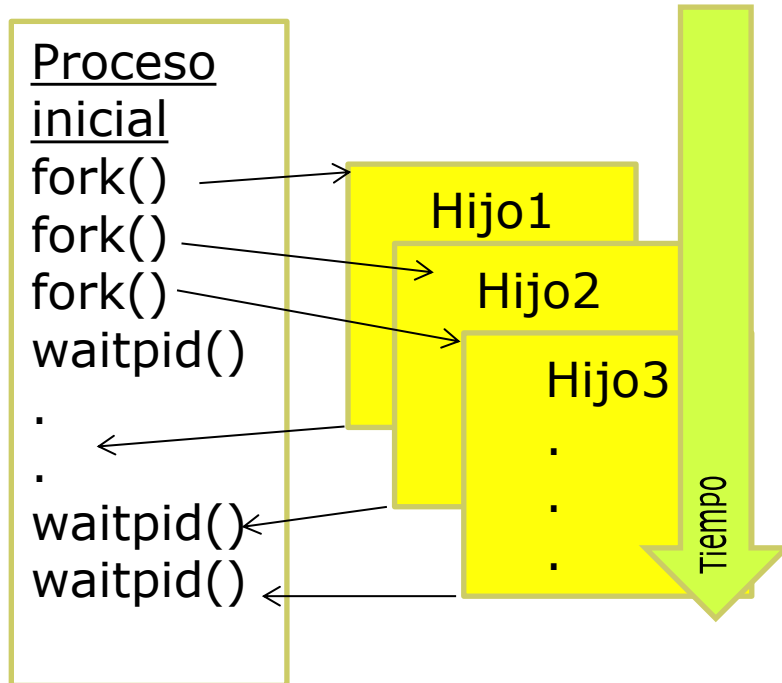 Proceso
inicial
fork()
fork()
fork()
waitpid()
.
.
waitpid()
waitpid()
Hijo1
Hijo2
Hijo3
.
.
.
Tiempo